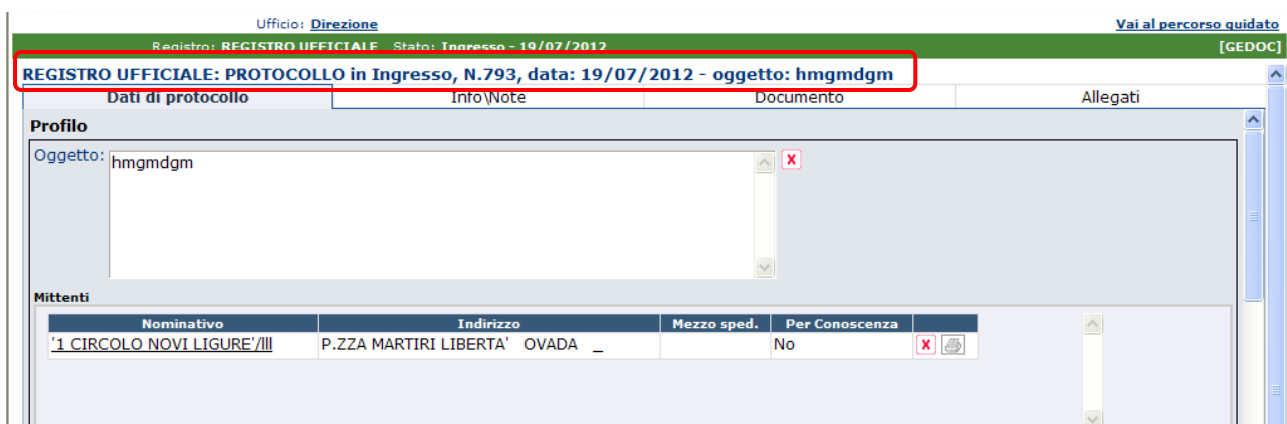 Ufficio: Direzione Vai al percorso guidato
Registro: REGISTRO UFFICIALE Stato: Ingresso - 19/07/2012 [GEDOC]
REGISTRO UFFICIALE: PROTOCOLLO in Ingresso, N.793, data: 19/07/2012 - oggetto: hmgmdgm
Dati di protocollo Info\Note Documento Allegati
Profilo
Oggetto: hmgmdgm
Mittenti
Nominativo Indirizzo Mezzo sped. Per Conoscenza
'1 CIRCOLO NOVI LIGURE'/lll P.ZZA MARTIRI LIBERTA' OVADA _ No